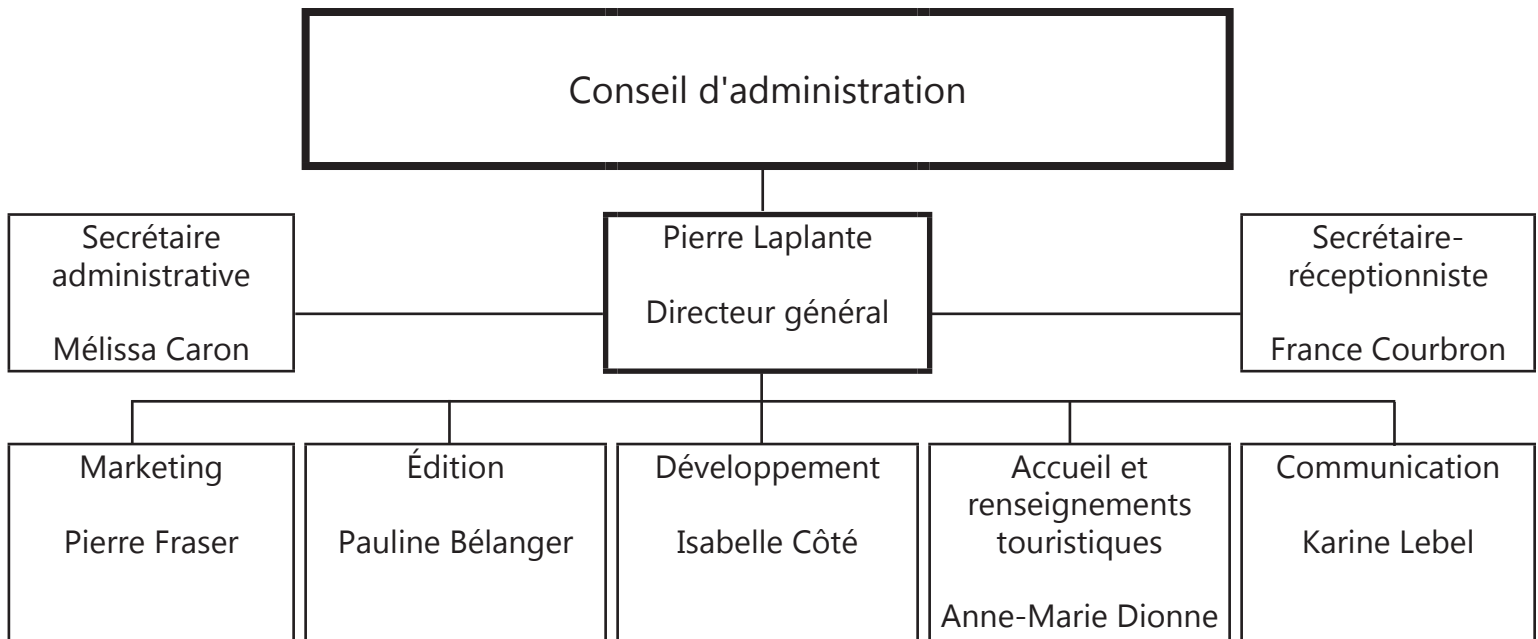 Conseil d'administration
Secrétaire
administrative
Mélissa Caron
Pierre Laplante
Directeur général
Secrétaire-
réceptionniste
France Courbron
Marketing
Pierre Fraser
Édition
Pauline Bélanger
Développement
Isabelle Côté
Accueil et
renseignements
touristiques
Anne-Marie Dionne
Communication
Karine Lebel